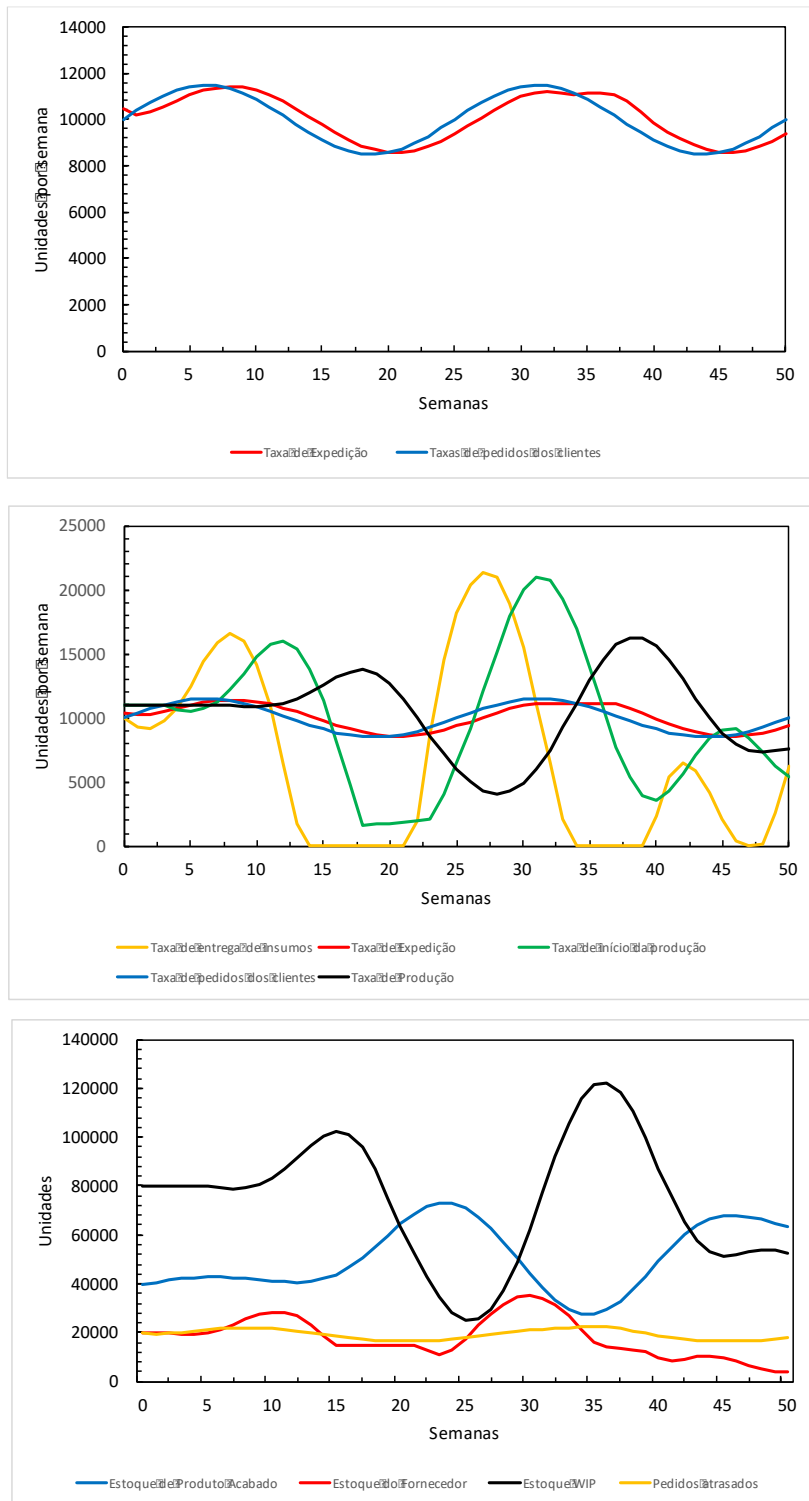 14000
12000
10000
8000
6000
4000
2000
0
Unidades por semana
0 5 10 15 20 25 30 35 40 45 50
Semanas
Taxa de Expedição Taxas de pedidos dos clientes
25000
20000
15000
10000
5000
0
Unidades por semana
0 5 10 15 20 25 30 35 40 45 50
Semanas
Taxa de entrega de insumos Taxa de Expedição Taxa de início da produção
Taxa de pedidos dos clientes Taxa de Produção
140000
120000
100000
80000
60000
40000
20000
0
Unidades
0 5 10 15 20 25 30 35 40 45 50
Semanas
Estoque de Produto Acabado Estoque do Fornecedor Estoque WIP Pedidos atrasados